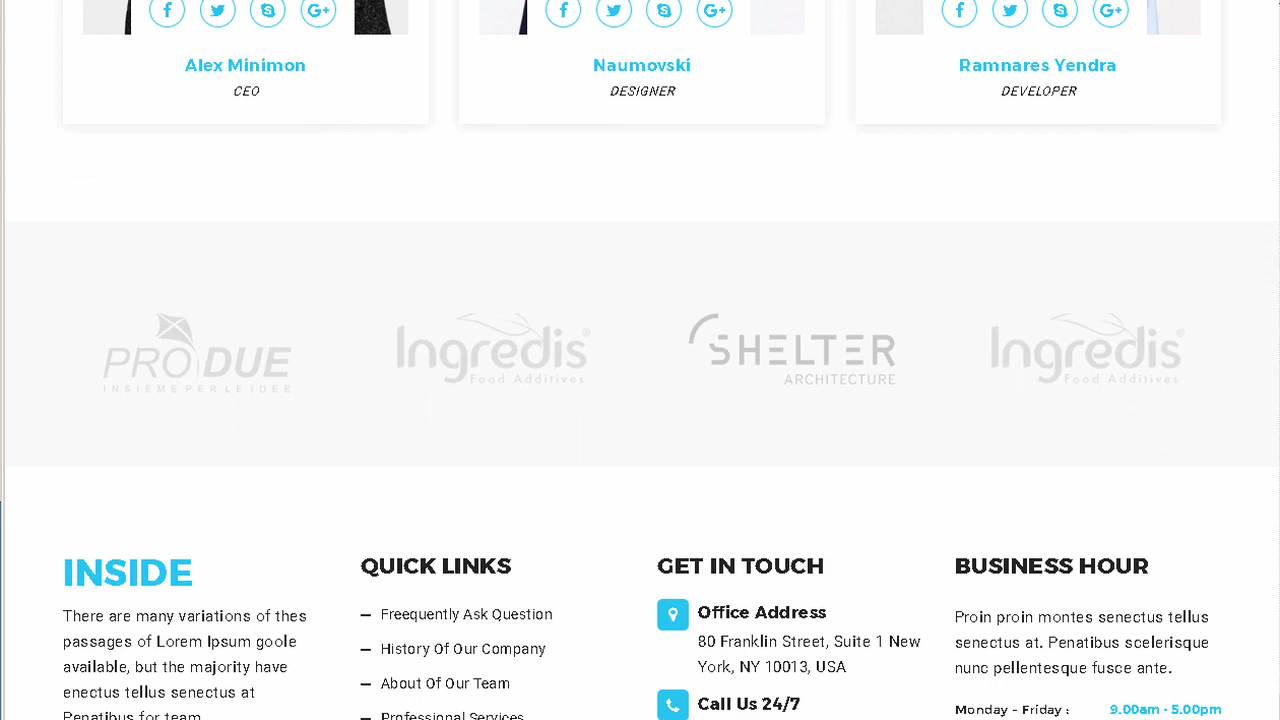 Alex Minimon
CEO
Naumovski
DESIGNER
Ramnares Yendra
DEVELOPER
PRODUE
INSIEME PER LE IDEE
Ingredis®
Food Additives
SHELTER
ARCHITECTURE
Ingredis®
Food Additives
INSIDE
There are many variations of thes
passages of Lorem Ipsum goole
available, but the majority have
enectus tellus senectus at
Penatibus for team
QUICK LINKS
– Freequently Ask Question
– History Of Our Company
– About Of Our Team
– Professional Services
GET IN TOUCH
Office Address
80 Franklin Street, Suite 1 New
York, NY 10013, USA
Call Us 24/7
BUSINESS HOUR
Proin proin montes senectus tellus
senectus at. Penatibus scelerisque
nunc pellentesque fusce ante.
Monday - Friday : 9.00am - 5.00pm